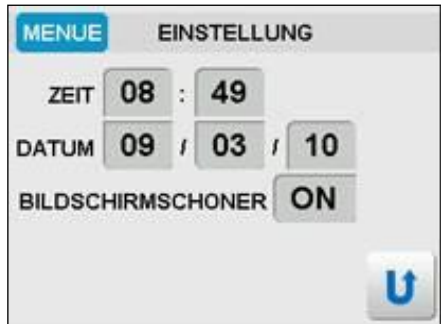 MENUE EINSTELLUNG
ZEIT 08 : 49
DATUM 09 / 03 / 10
BILDSCHIRMSCHONER ON